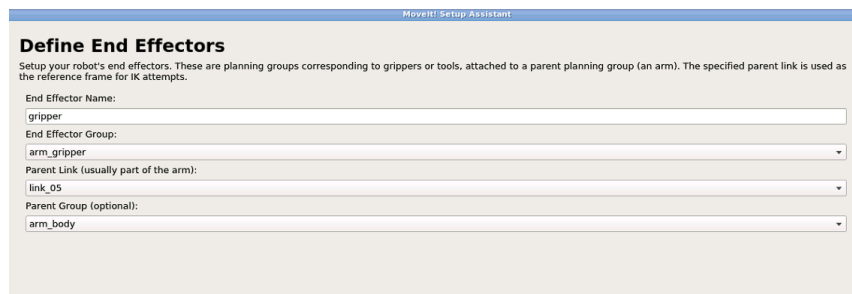 MoveIt! Setup Assistant
Define End Effectors
Setup your robot's end effectors. These are planning groups corresponding to grippers or tools, attached to a parent planning group (an arm). The specified parent link is used as
the reference frame for IK attempts.
End Effector Name:
gripper
End Effector Group:
arm_gripper
Parent Link (usually part of the arm):
link_05
Parent Group (optional):
arm_body